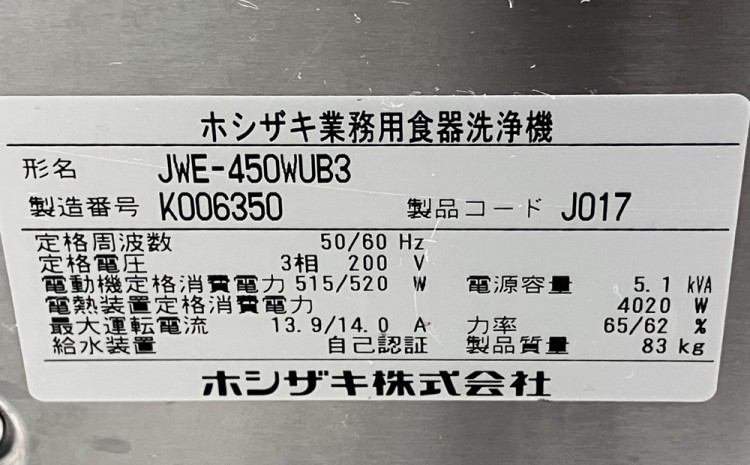 ホシザキ業務用食器洗浄機
形名 JWE-450WUB3
製造番号 K006350 製品コード J017
定格周波数 50/60 Hz
定格電圧 3相 200 V
電動機定格消費電力 515/520 W 電源容量 5.1 kVA
電熱装置定格消費電力 4020 W
最大運転電流 13.9/14.0 A 力率 65/62 %
給水装置 自己認証 製品質量 83 kg
ホシザキ株式会社